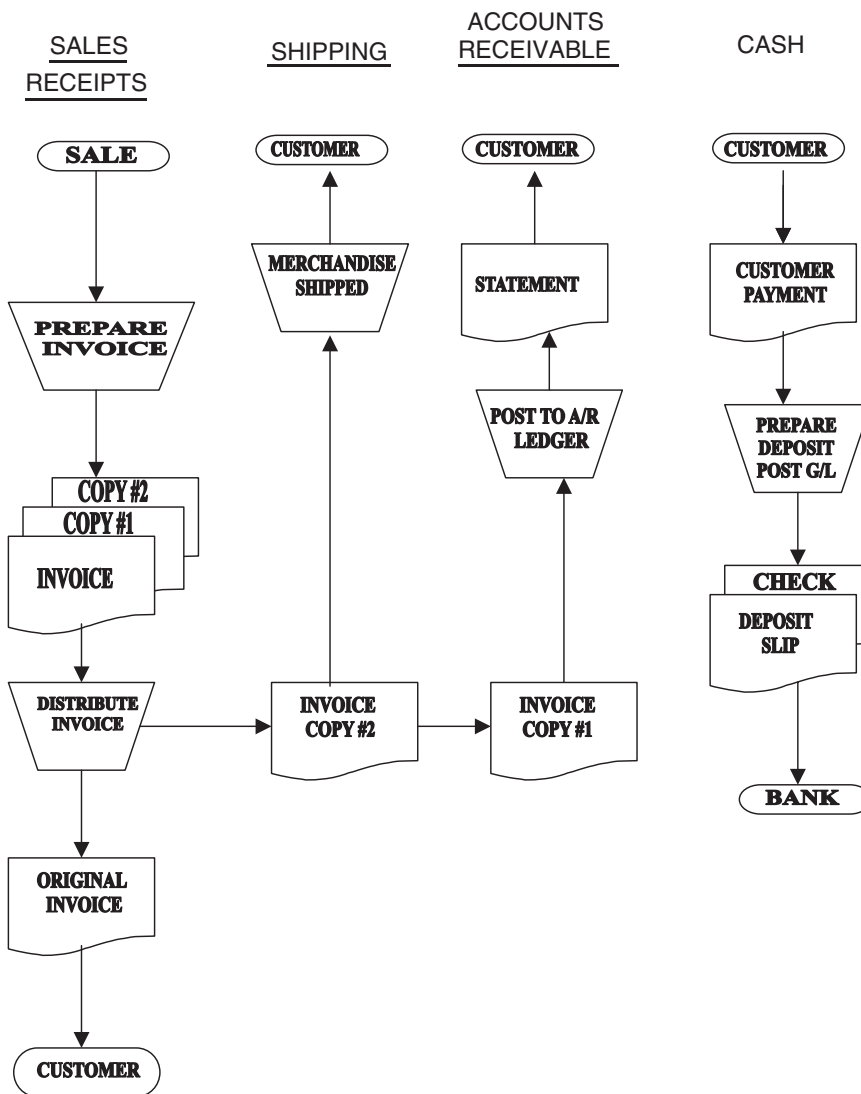 SALES
RECEIPTS
SHIPPING
ACCOUNTS
RECEIVABLE
CASH
SALE
PREPARE
INVOICE
COPY #2
COPY #1
INVOICE
DISTRIBUTE
INVOICE
ORIGINAL
INVOICE
CUSTOMER
CUSTOMER
MERCHANDISE
SHIPPED
INVOICE
COPY #2
CUSTOMER
STATEMENT
POST TO A/R
LEDGER
INVOICE
COPY #1
CUSTOMER
CUSTOMER
PAYMENT
PREPARE
DEPOSIT
POST G/L
CHECK
DEPOSIT
SLIP
BANK